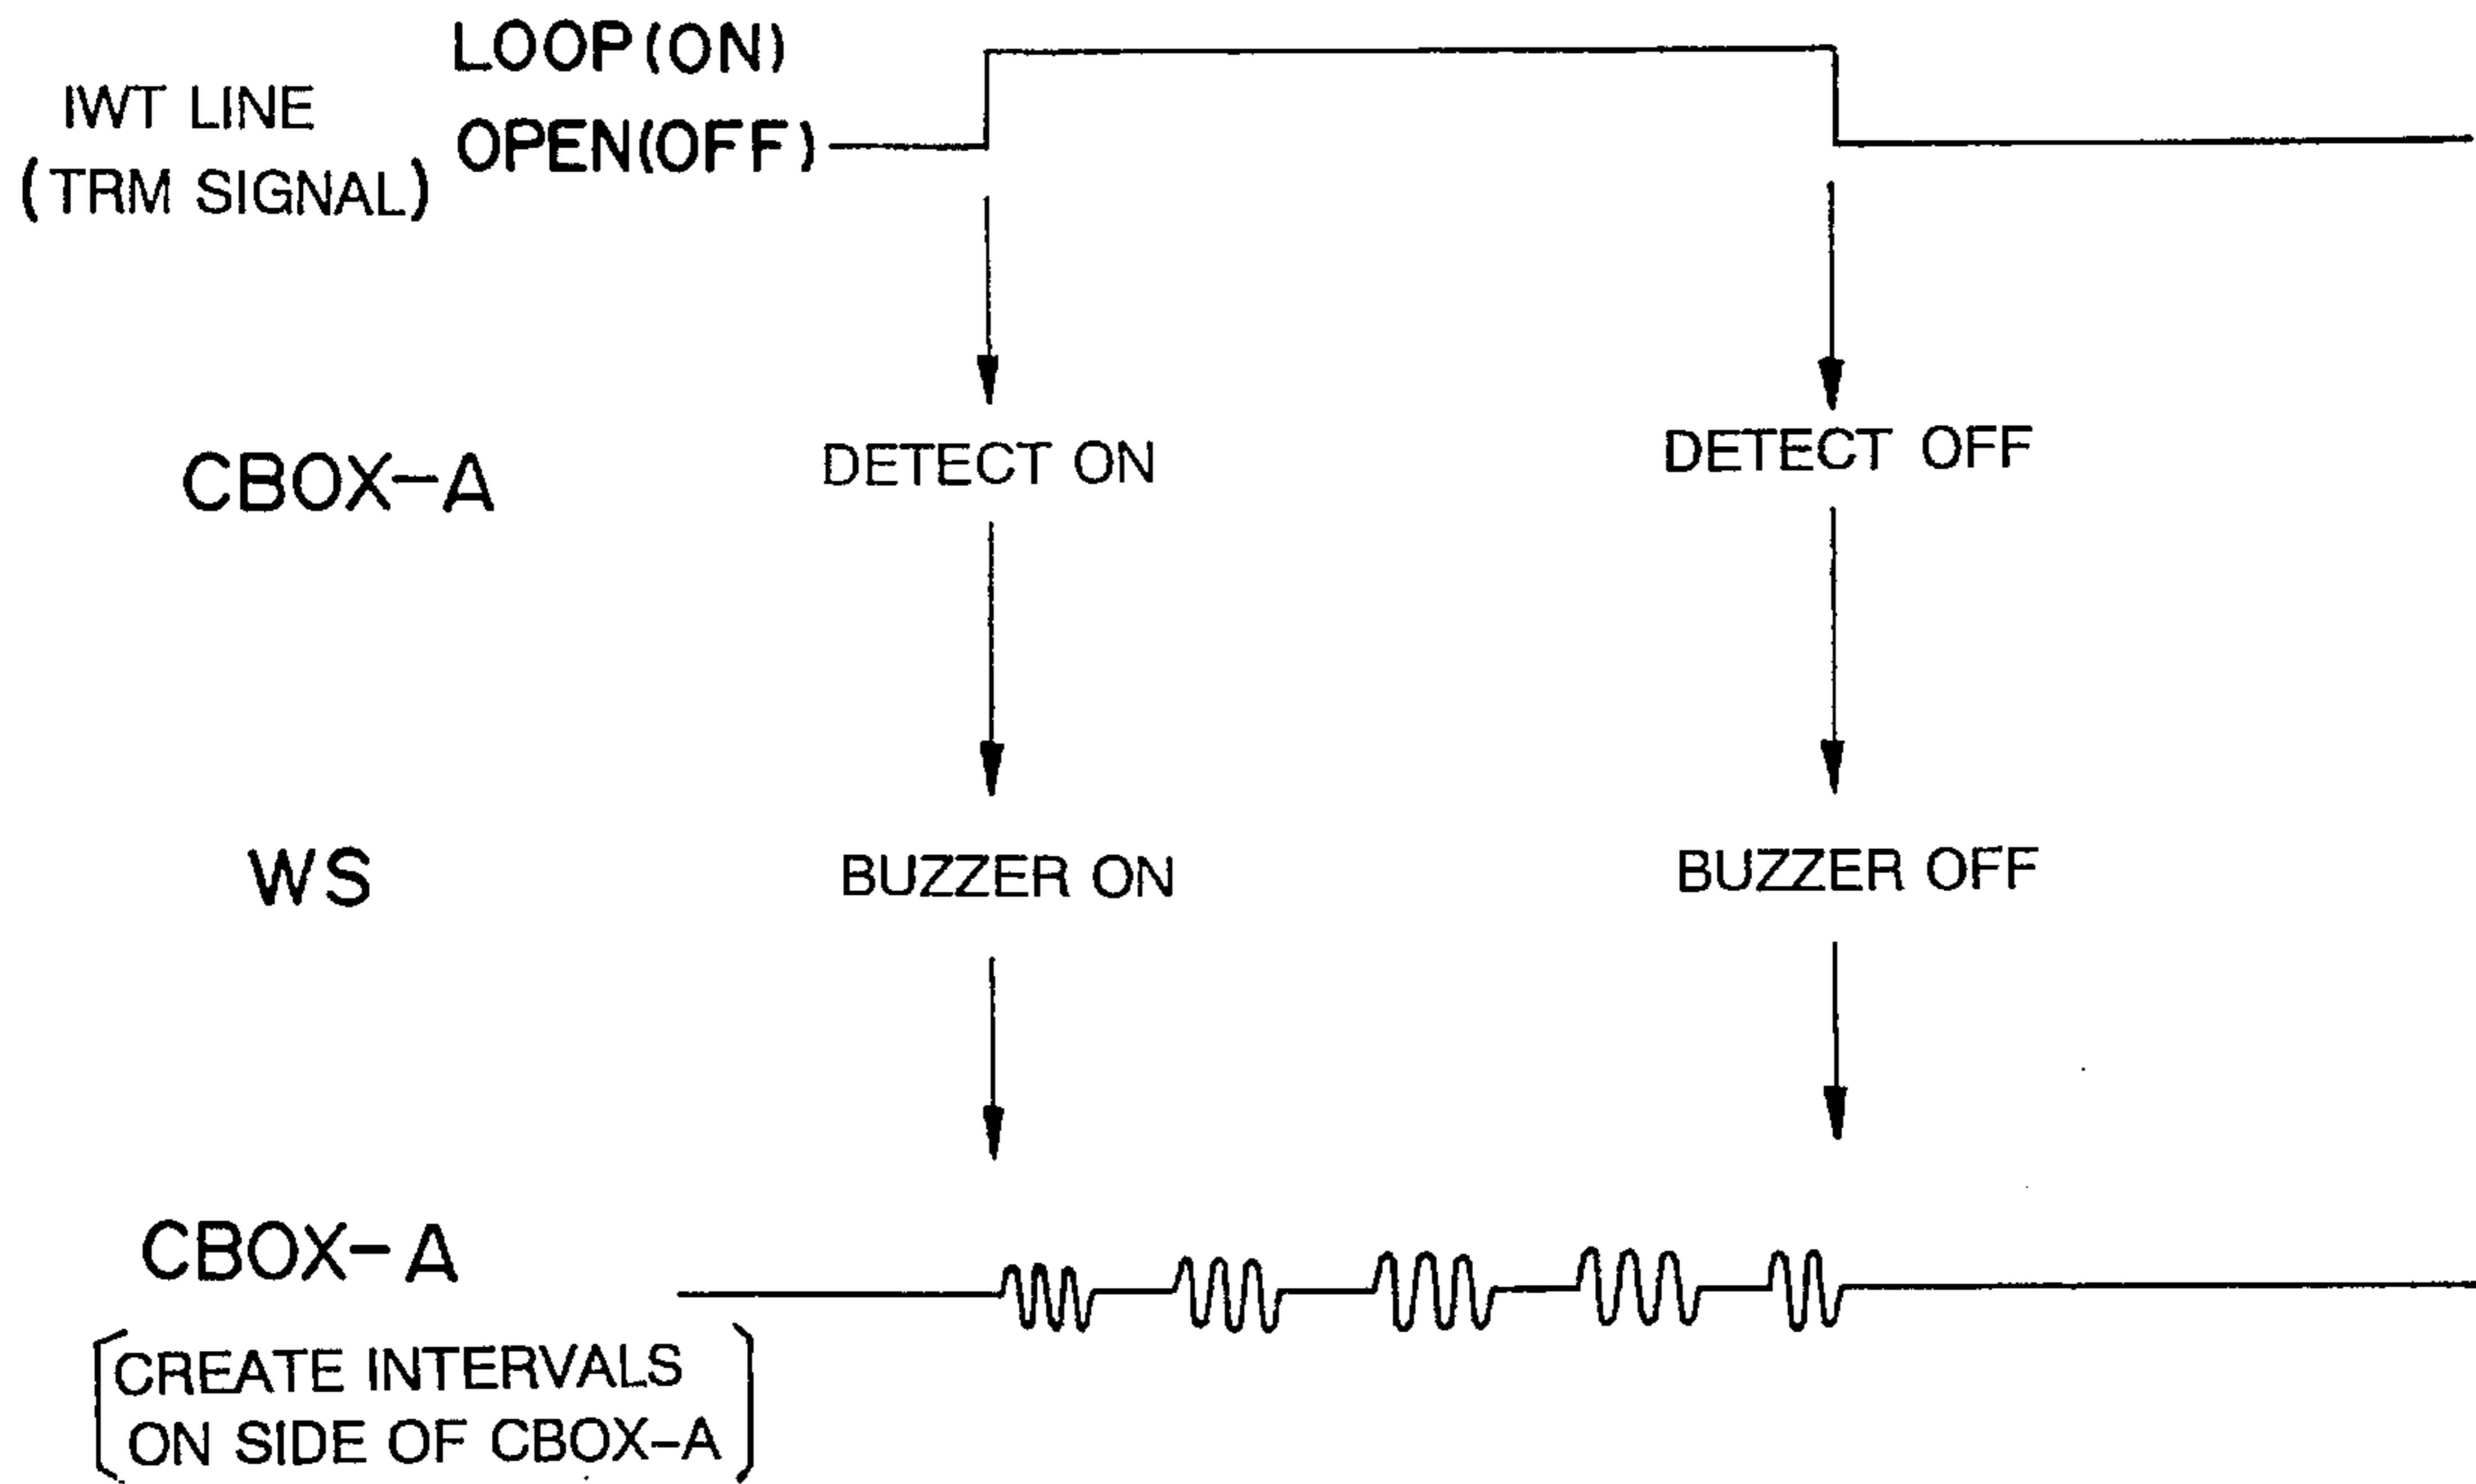 LOOP(ON)
IWT LINE
OPEN(OFF)
(TRM SIGNAL)
CBOX-A
DETECT ON
DETECT OFF
WS
BUZZER ON
BUZZER OFF
CBOX-A
[CREATE INTERVALS
ON SIDE OF CBOX-A]